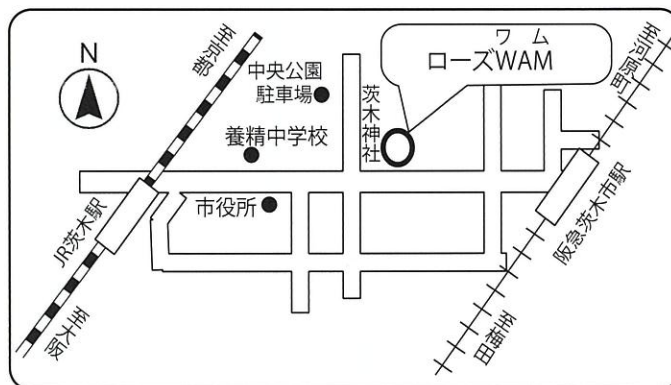 N
至京都
中央公園
駐車場
茨木神社
ワム
ローズWAM
至河原町
養精中学校
市役所
JR茨木駅
阪急茨木市駅
至大阪
至梅田